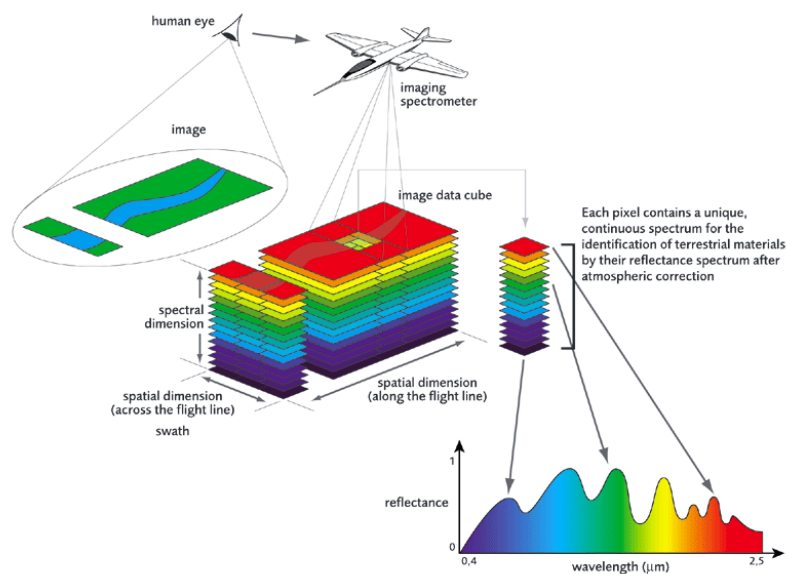 human eye
imaging
spectrometer
image
image data cube
Each pixel contains a unique,
continuous spectrum for the
identification of terrestrial materials
by their reflectance spectrum after
atmospheric correction
spectral
dimension
spatial dimension
(across the flight line)
swath
spatial dimension
(along the flight line)
1
reflectance
0
0,4
wavelength (μm)
2,5